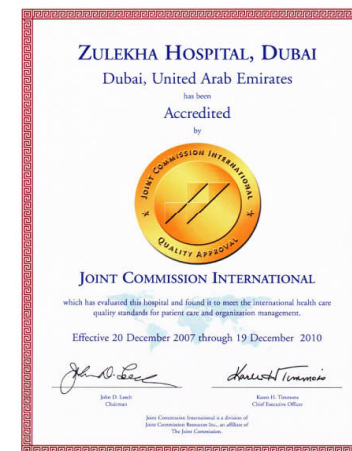 ZULEKHA HOSPITAL, DUBAI
Dubai, United Arab Emirates
has been
Accredited
by
JOINT COMMISSION INTERNATIONAL
QUALITY APPROVAL
JOINT COMMISSION INTERNATIONAL
which has evaluated this hospital and found it to meet the international health care
quality standards for patient care and organization management.
Effective 20 December 2007 through 19 December 2010
John D. Leech
Chairman
Karen H. Timmons
Chief Executive Officer
Joint Commission International is a division of
Joint Commission Resources Inc., an affiliate of
The Joint Commission.